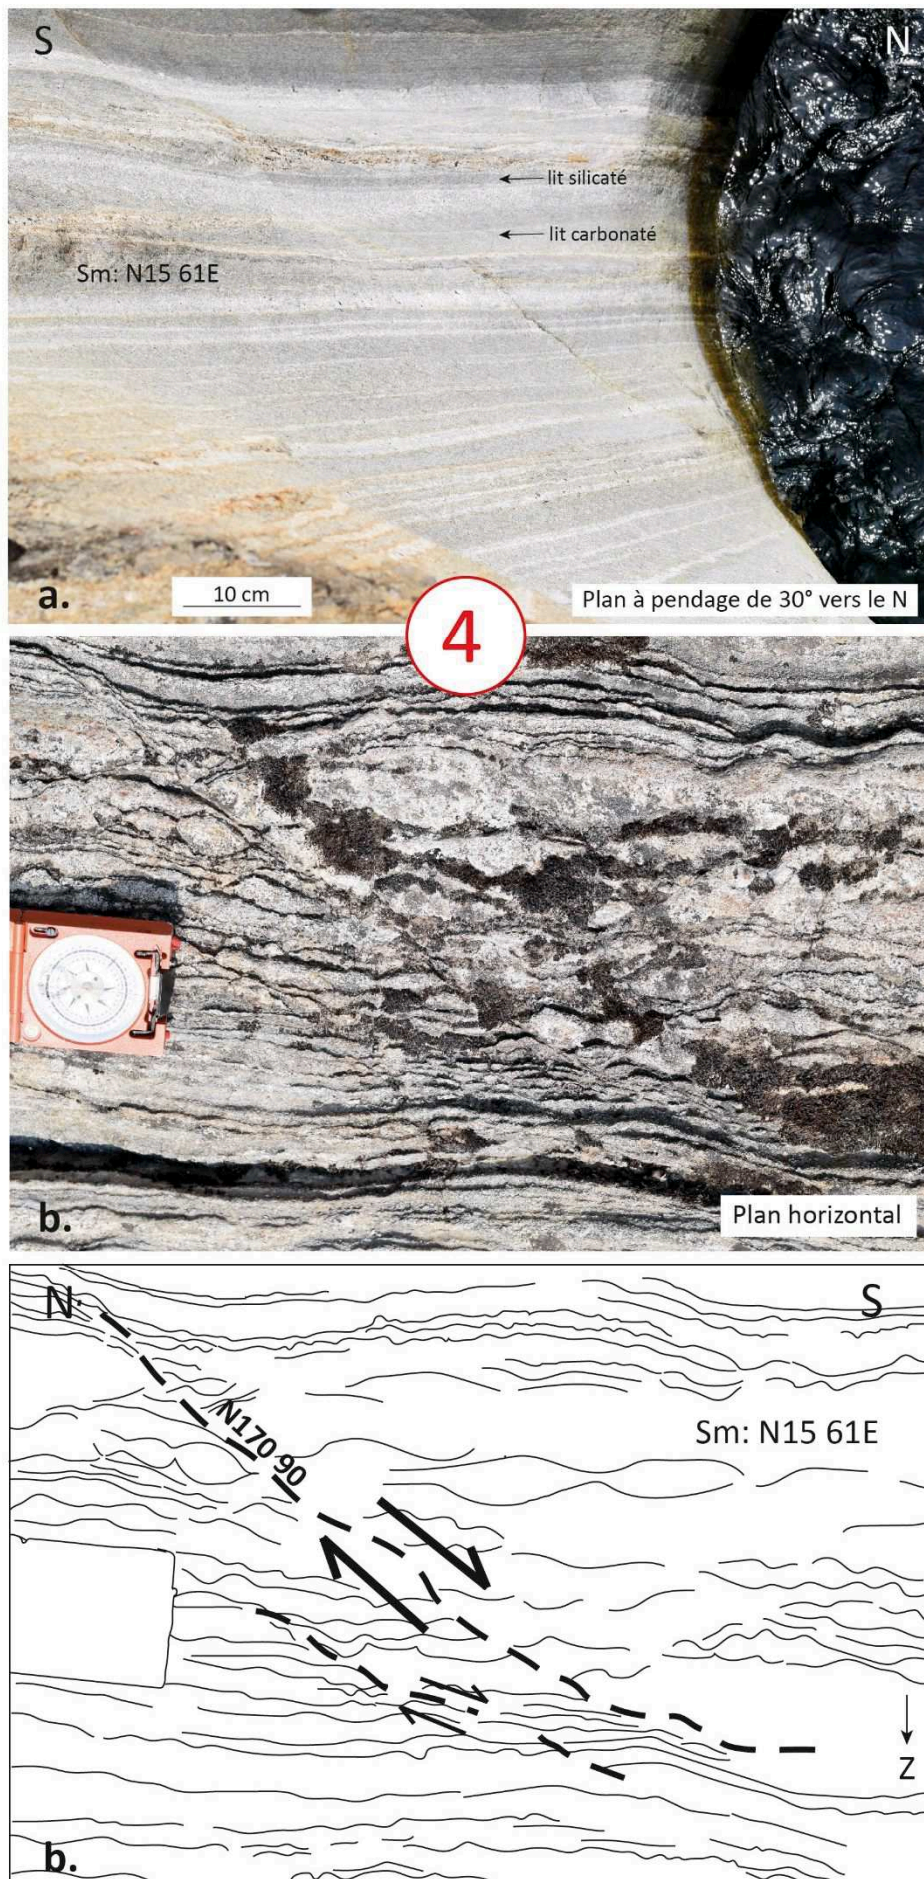 S
N
lit silicaté
lit carbonaté
Sm: N15 61E
a.
10 cm
Plan à pendage de 30° vers le N
4
b.
Plan horizontal
N
S
N170 90
Sm: N15 61E
Z
b.